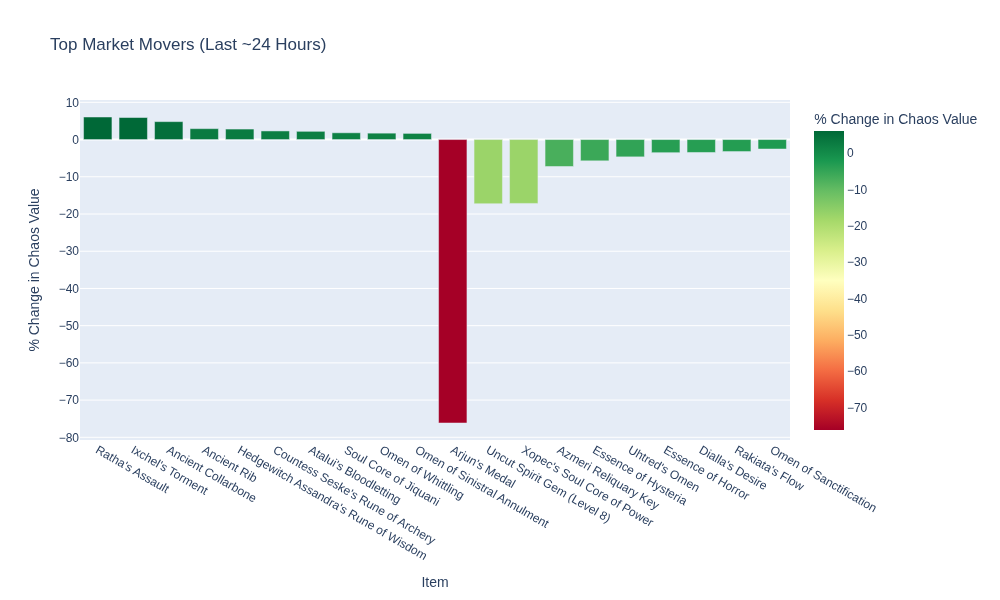 Top Market Movers (Last ~24 Hours)
% Change in Chaos Value
10
0
−10
−20
−30
−40
−50
−60
−70
−80
Ratha's Assault
Ixchel's Torment
Ancient Collarbone
Ancient Rib
Hedgewitch Assandra's Rune of Wisdom
Countess Seske's Rune of Archery
Atalui's Bloodletting
Soul Core of Jiquani
Omen of Whittling
Omen of Sinistral Annulment
Arjun's Medal
Uncut Spirit Gem (Level 8)
Xopec's Soul Core of Power
Azmeri Reliquary Key
Essence of Hysteria
Uhtred's Omen
Essence of Horror
Dialla's Desire
Rakiata's Flow
Omen of Sanctification
Item
% Change in Chaos Value
0
−10
−20
−30
−40
−50
−60
−70